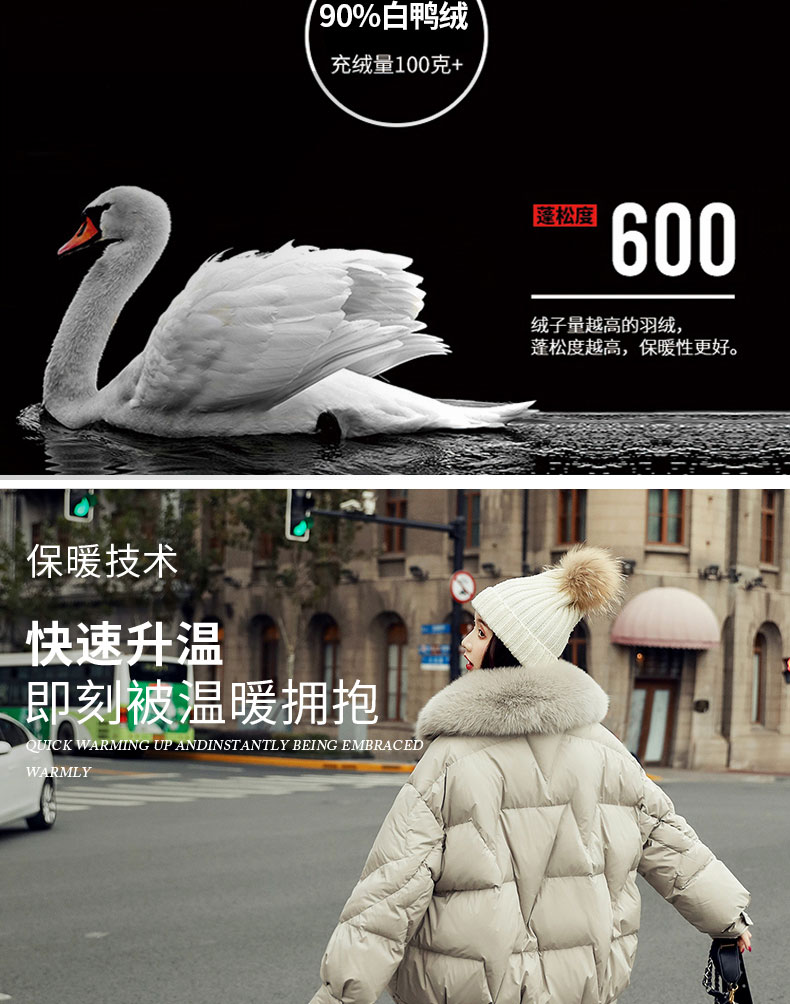 90%白鸭绒
充绒量100克+
蓬松度 600
绒子量越高的羽绒，
蓬松度越高，保暖性更好。
保暖技术
快速升温
即刻被温暖拥抱
QUICK WARMING UP ANDINSTANTLY BEING EMBRACED
WARMLY